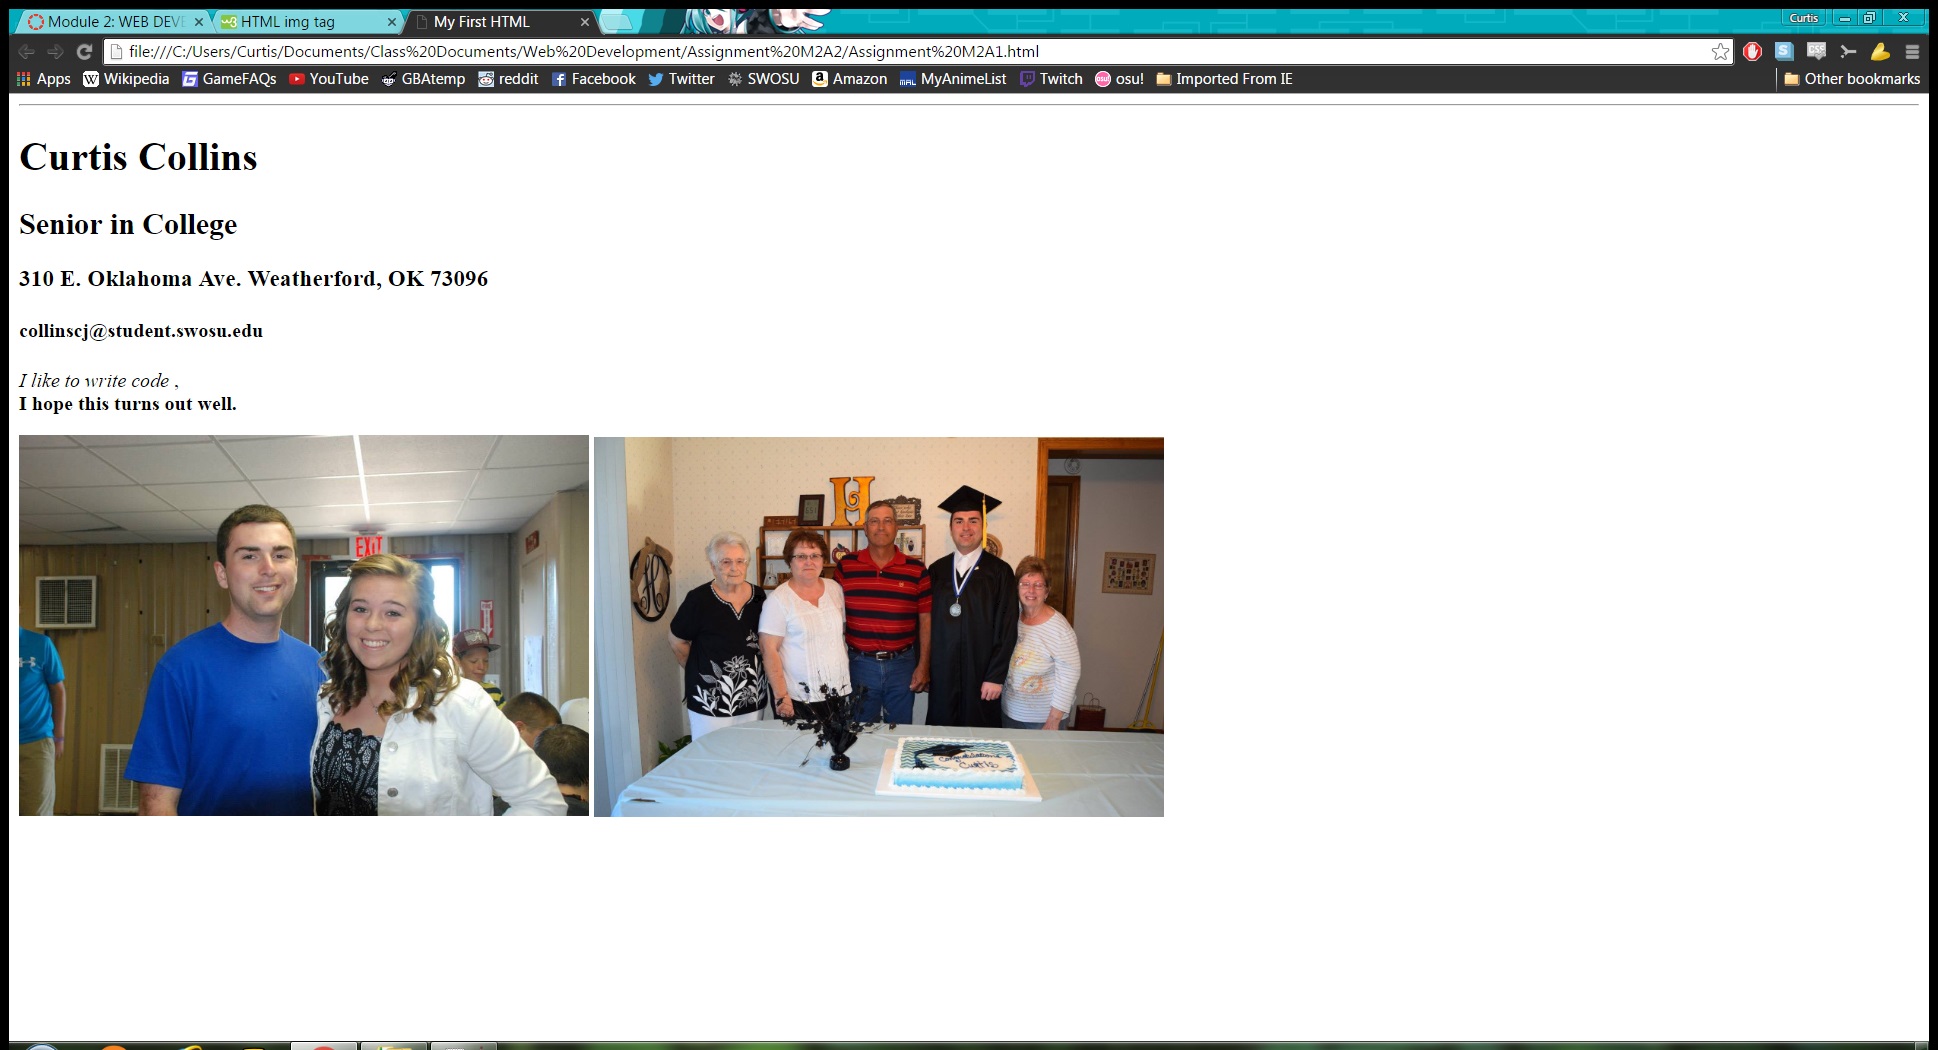 Module 2: WEB DEVE
HTML img tag
My First HTML
Curtis
file:///C:/Users/Curtis/Documents/Class%20Documents/Web%20Development/Assignment%20M2A2/Assignment%20M2A1.html
Apps Wikipedia GameFAQs YouTube GBAtemp reddit Facebook Twitter SWOSU Amazon MyAnimeList Twitch osu! Imported From IE Other bookmarks
Curtis Collins
Senior in College
310 E. Oklahoma Ave. Weatherford, OK 73096
collinscj@student.swosu.edu
I like to write code ,
I hope this turns out well.
EXIT
H
Congratulations
Curtis